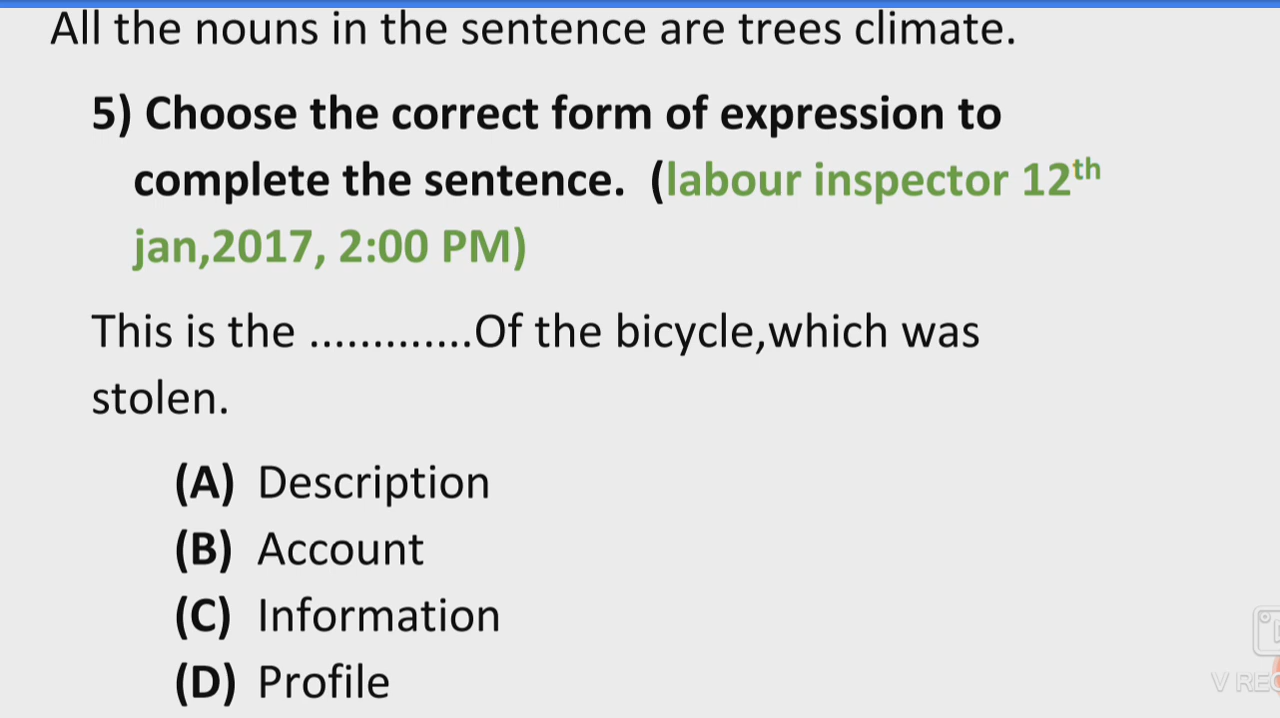 All the nouns in the sentence are trees climate.
5) Choose the correct form of expression to
complete the sentence. (labour inspector 12th
jan,2017, 2:00 PM)
This is the .............Of the bicycle,which was
stolen.
(A) Description
(B) Account
(C) Information
(D) Profile
V REC